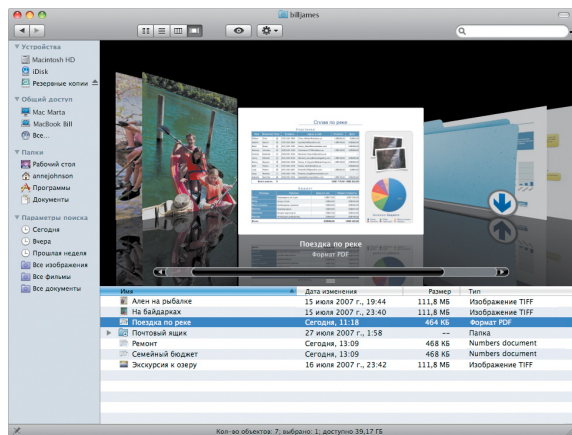 billjames
Устройства
Macintosh HD
iDisk
Резервные копии
Общий доступ
Mac Marta
MacBook Bill
Все...
Папки
Рабочий стол
annejohnson
Программы
Документы
Параметры поиска
Сегодня
Вчера
Прошлая неделя
Все изображения
Все фильмы
Все документы
Сплав по реке
Поездка по реке
Формат PDF
Имя Дата изменения Размер Тип
Ален на рыбалке 15 июля 2007 г., 19:44 111,8 МБ Изображение TIFF
На байдарках 15 июля 2007 г., 23:40 111,8 МБ Изображение TIFF
Поездка по реке Сегодня, 11:18 464 КБ Формат PDF
Почтовый ящик 27 июля 2007 г., 1:58 -- Папка
Ремонт Сегодня, 13:09 468 КБ Numbers document
Семейный бюджет Сегодня, 13:09 468 КБ Numbers document
Экскурсия к озеру 16 июля 2007 г., 23:42 111,8 МБ Изображение TIFF
Кол-во объектов: 7; выбрано: 1; доступно 39,17 ГБ